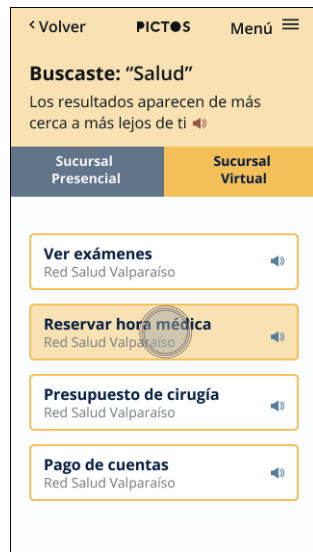 Volver
PICTOS
Menú
Buscaste: “Salud”
Los resultados aparecen de más
cerca a más lejos de ti
Sucursal
Presencial
Sucursal
Virtual
Ver exámenes
Red Salud Valparaíso
Reservar hora médica
Red Salud Valparaíso
Presupuesto de cirugía
Red Salud Valparaíso
Pago de cuentas
Red Salud Valparaíso